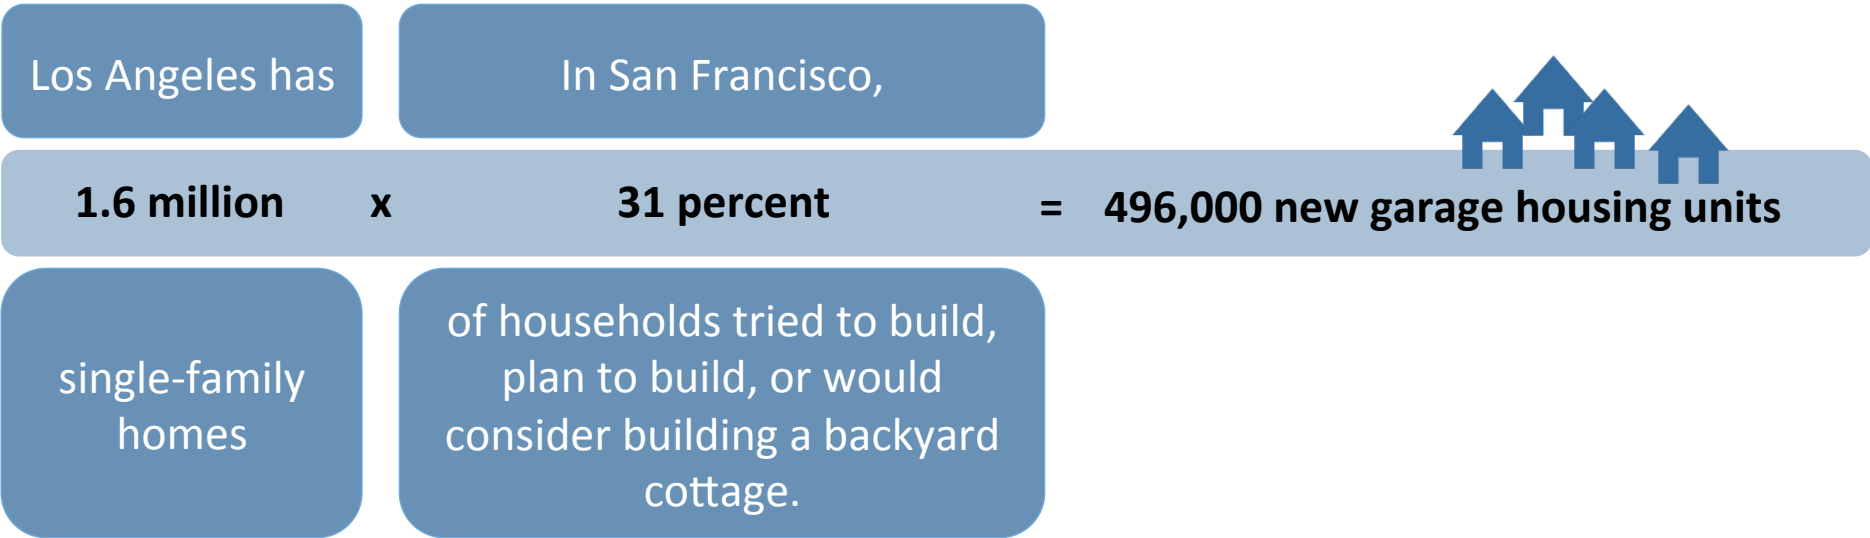 Los Angeles has
In San Francisco,
1.6 million x 31 percent = 496,000 new garage housing units
single-family
homes
of households tried to build,
plan to build, or would
consider building a backyard
cottage.